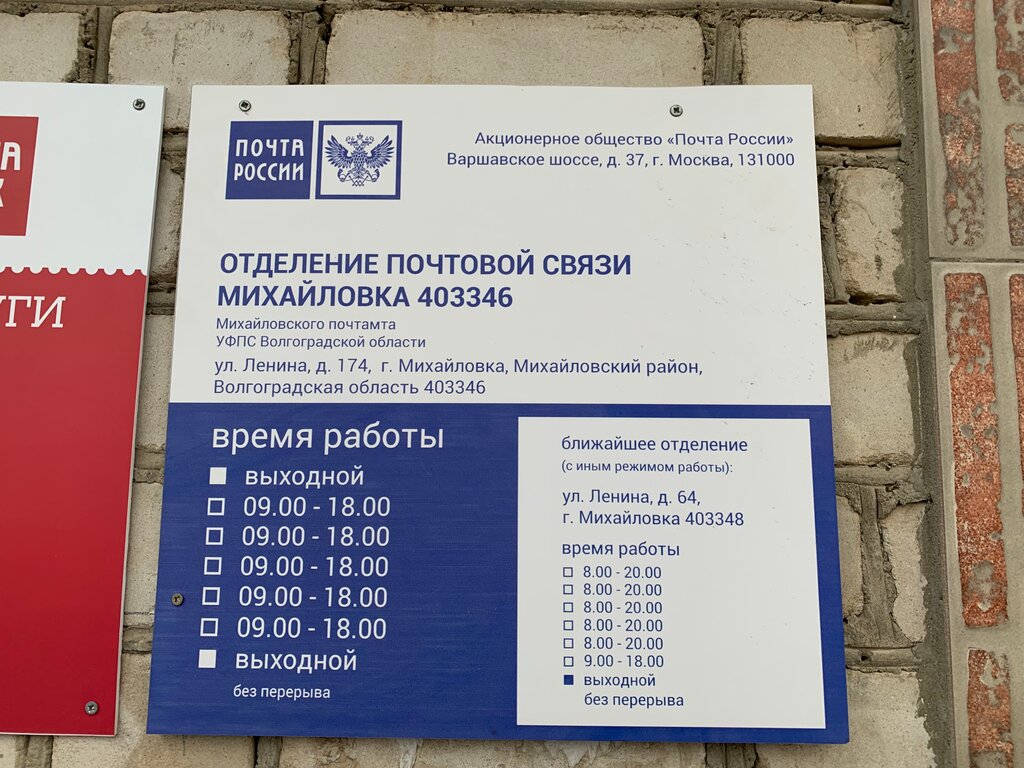 ПОЧТА
РОССИИ
Акционерное общество «Почта России»
Варшавское шоссе, д. 37, г. Москва, 131000
ОТДЕЛЕНИЕ ПОЧТОВОЙ СВЯЗИ
МИХАЙЛОВКА 403346
Михайловского почтамта
УФПС Волгоградской области
ул. Ленина, д. 174, г. Михайловка, Михайловский район,
Волгоградская область 403346
время работы
выходной
09.00 - 18.00
09.00 - 18.00
09.00 - 18.00
09.00 - 18.00
09.00 - 18.00
выходной
без перерыва
ближайшее отделение
(с иным режимом работы):
ул. Ленина, д. 64,
г. Михайловка 403348
время работы
8.00 - 20.00
8.00 - 20.00
8.00 - 20.00
8.00 - 20.00
8.00 - 20.00
9.00 - 18.00
выходной
без перерыва